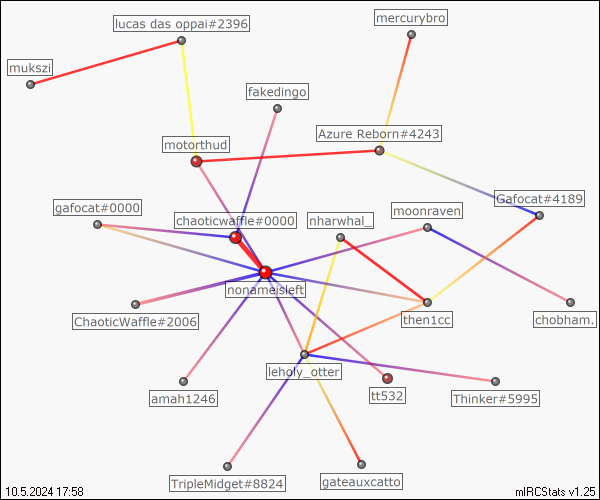 lucas das oppai#2396
mercurybro
mukszi
fakedingo
Azure Reborn#4243
motorthud
Gafocat#4189
gafocat#0000
moonraven
chaoticwaffle#0000
nharwhal_
nonameisleft
ChaoticWaffle#2006
then1cc
chobham.
leholy_otter
amah1246
tt532
Thinker#5995
TripleMidget#8824
gateauxcatto
10.5.2024 17:58
mIRCStats v1.25